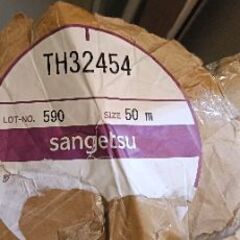 TH32454
LOT-NO. 590 SIZE 50 m
sangetsu